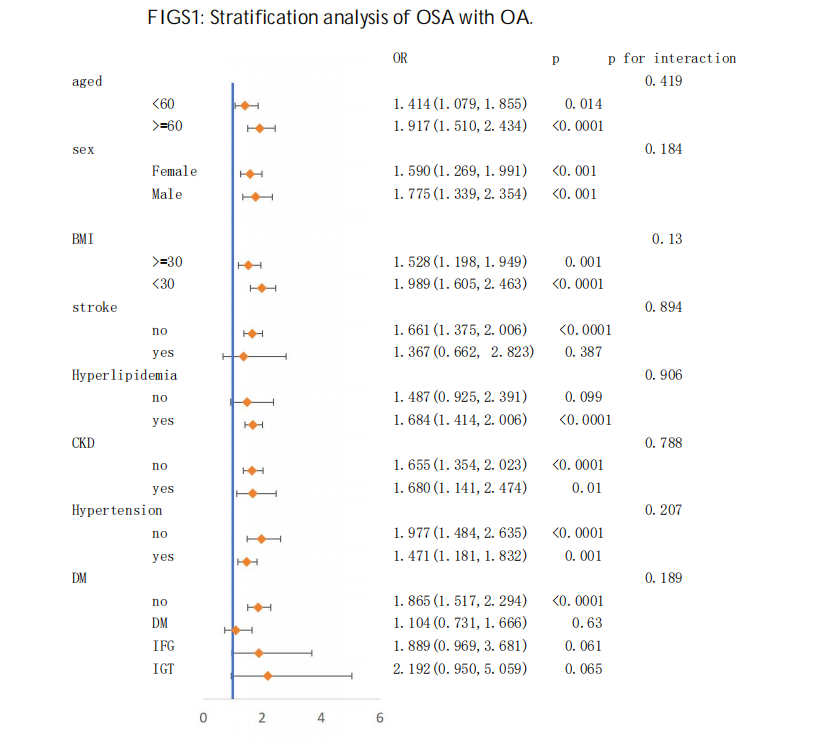 FIGS1: Stratification analysis of OSA with OA.
OR p p for interaction
aged 0.419
<60 1.414(1.079,1.855) 0.014
>=60 1.917(1.510,2.434) <0.0001
sex 0.184
Female 1.590(1.269,1.991) <0.001
Male 1.775(1.339,2.354) <0.001
BMI 0.13
>=30 1.528(1.198,1.949) 0.001
<30 1.989(1.605,2.463) <0.0001
stroke 0.894
no 1.661(1.375,2.006) <0.0001
yes 1.367(0.662, 2.823) 0.387
Hyperlipidemia 0.906
no 1.487(0.925,2.391) 0.099
yes 1.684(1.414,2.006) <0.0001
CKD 0.788
no 1.655(1.354,2.023) <0.0001
yes 1.680(1.141,2.474) 0.01
Hypertension 0.207
no 1.977(1.484,2.635) <0.0001
yes 1.471(1.181,1.832) 0.001
DM 0.189
no 1.865(1.517,2.294) <0.0001
DM 1.104(0.731,1.666) 0.63
IFG 1.889(0.969,3.681) 0.061
IGT 2.192(0.950,5.059) 0.065
0 2 4 6